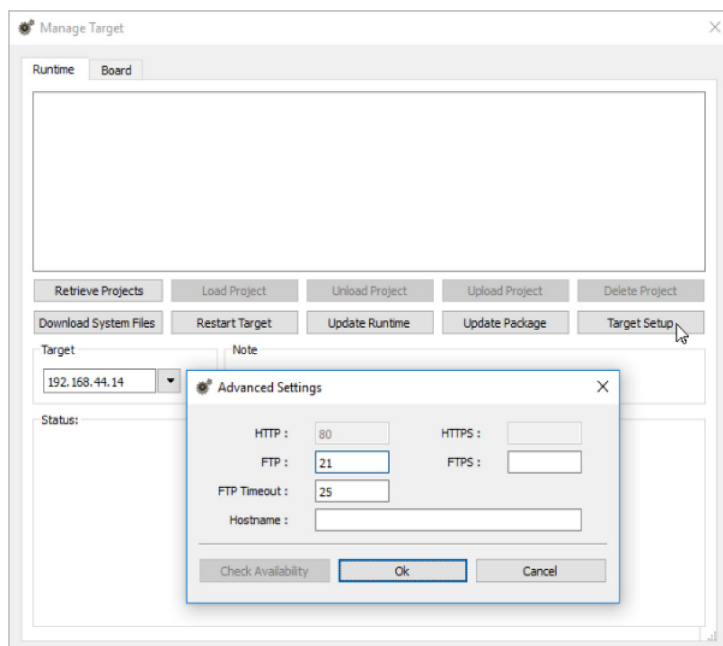 Manage Target
Runtime Board
Retrieve Projects Load Project Unload Project Upload Project Delete Project
Download System Files Restart Target Update Runtime Update Package Target Setup
Target Note
192.168.44.14
Status:
Advanced Settings
HTTP : 80 HTTPS :
FTP : 21 FTPS :
FTP Timeout : 25
Hostname :
Check Availability Ok Cancel